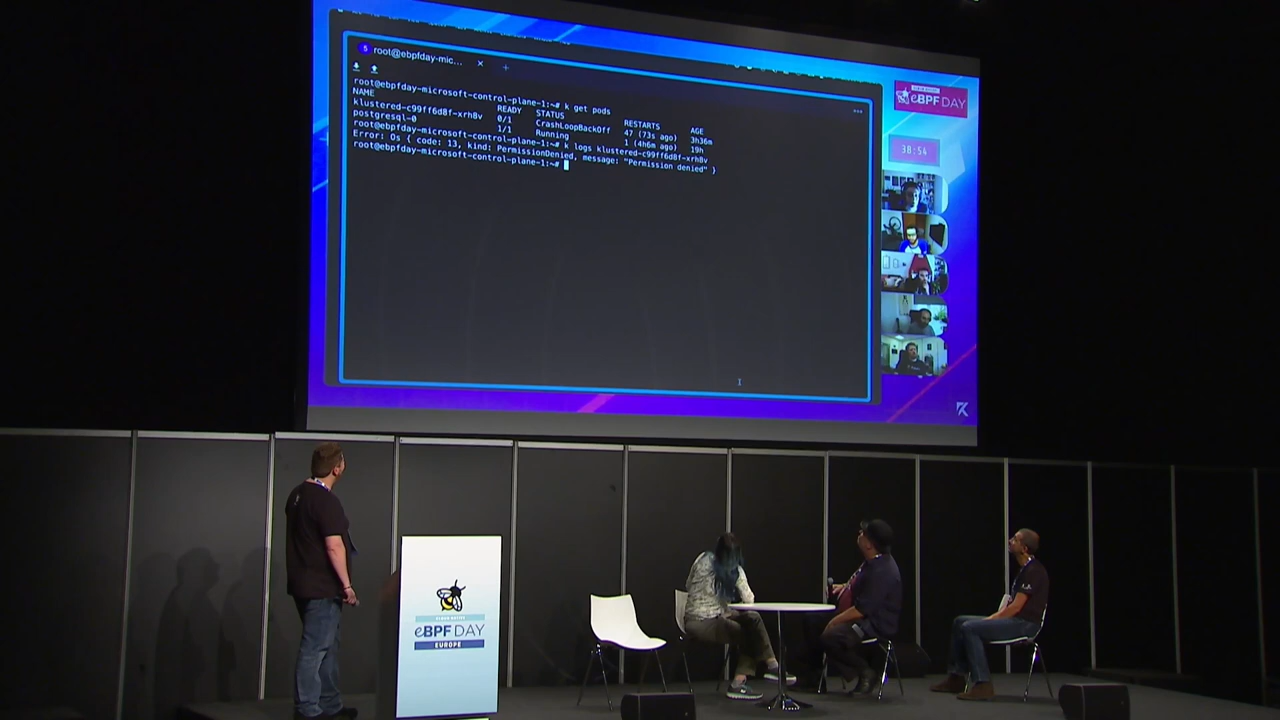 5 root@ebpfday-mic... × +
root@ebpfday-microsoft-control-plane-1:~# k get pods
NAME READY STATUS RESTARTS AGE
klustered-c99ff6d8f-xrh8v 0/1 CrashLoopBackOff 47 (73s ago) 3h36m
postgresql-0 1/1 Running 1 (4h6m ago) 19h
root@ebpfday-microsoft-control-plane-1:~# k logs klustered-c99ff6d8f-xrh8v
Error: Os { code: 13, kind: PermissionDenied, message: "Permission denied" }
root@ebpfday-microsoft-control-plane-1:~#
eBPF DAY
38:54
CLOUD NATIVE
eBPF DAY
EUROPE